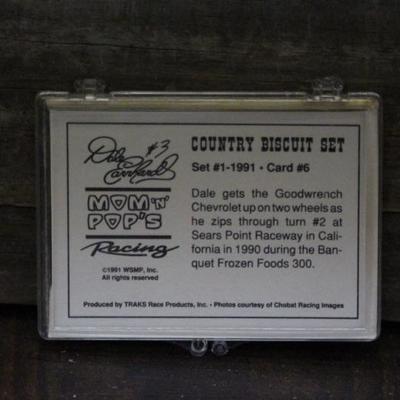 Dale Earnhardt #3
MOM 'N'
POP'S
Racing
©1991 WSMP, Inc.
All rights reserved
COUNTRY BISCUIT SET
Set #1-1991 • Card #6
Dale gets the Goodwrench
Chevrolet up on two wheels as
he zips through turn #2 at
Sears Point Raceway in Cali-
fornia in 1990 during the Ban-
quet Frozen Foods 300.
Produced by TRAKS Race Products, Inc. • Photos courtesy of Chobat Racing Images